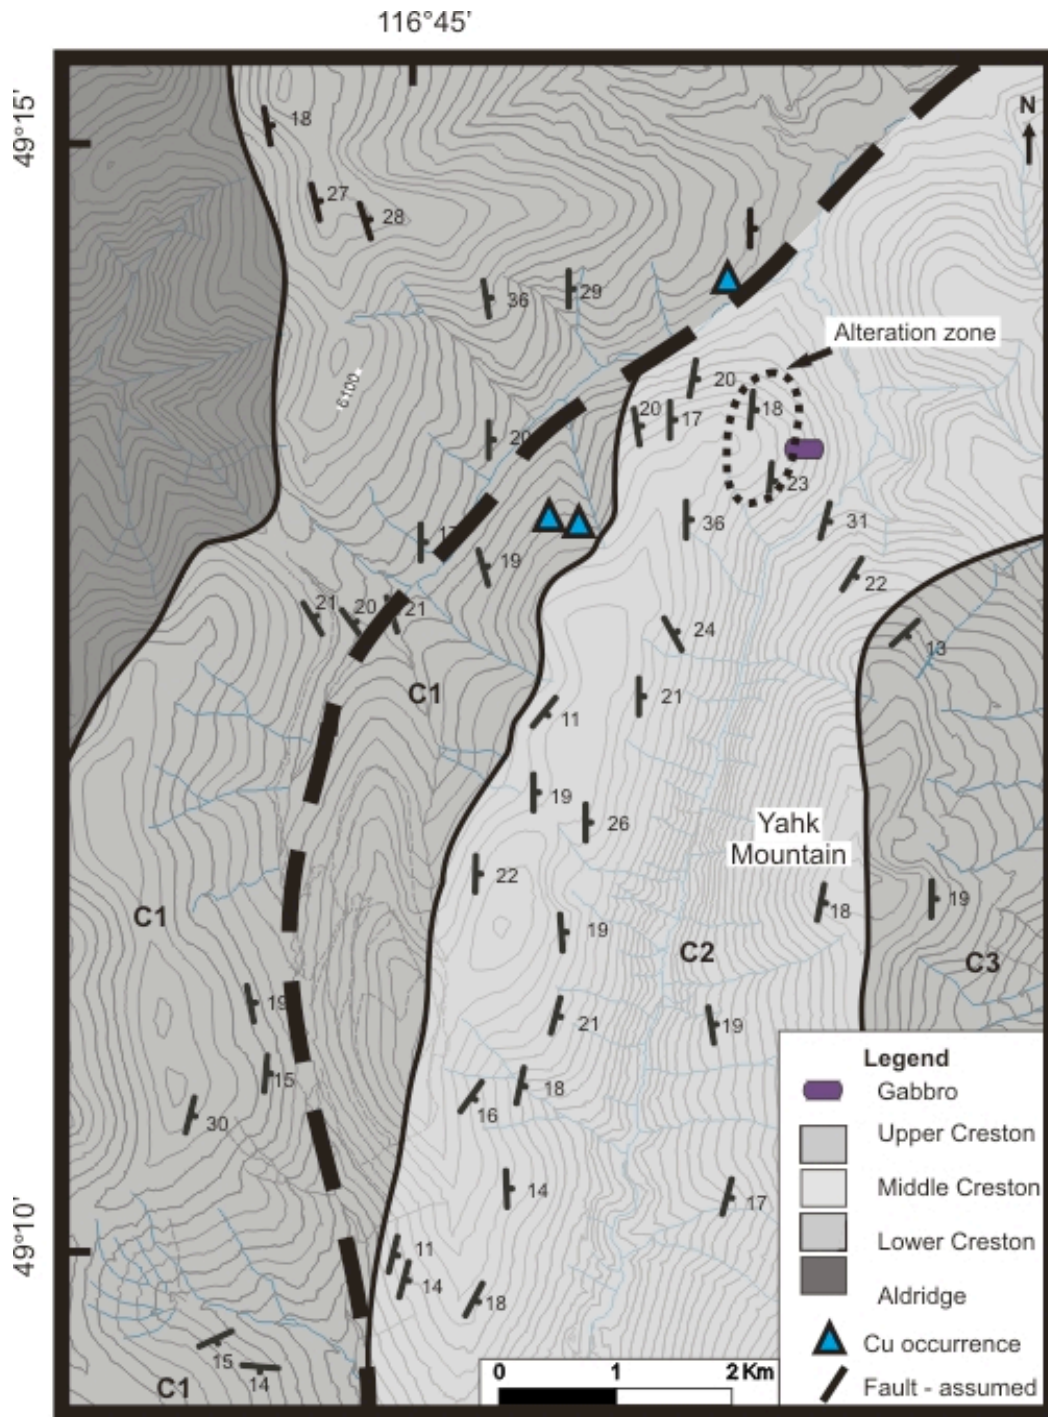 116°45'
49°15'
N
18
27
28
36
29
Alteration zone
6100
20
20
18
17
20
23
17
36
31
19
22
21
20
21
24
13
C1
21
11
19
26
Yahk
Mountain
22
18
19
C1
19
C2
C3
19
21
19
15
18
16
30
14
17
49°10'
11
14
18
15
14
C1
0 1 2 Km
Legend
Gabbro
Upper Creston
Middle Creston
Lower Creston
Aldridge
Cu occurrence
Fault - assumed